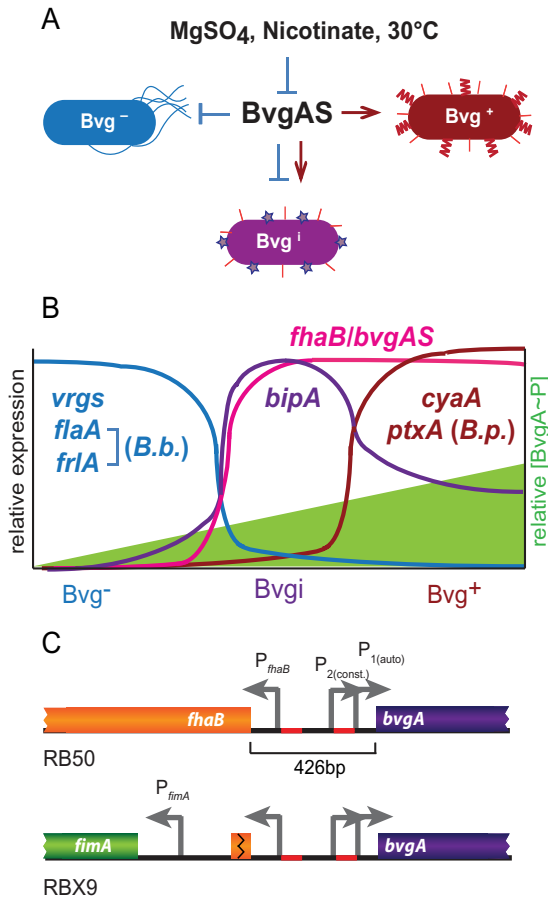 A
MgSO4, Nicotinate, 30°C
Bvg –
BvgAS
Bvg +
Bvg i
B
fhaB/bvgAS
vrgs
flaA
frlA
(B.b.)
bipA
cyaA
ptxA (B.p.)
relative expression
relative [BvgA~P]
Bvg-
Bvgi
Bvg+
C
PfhaB
P2(const.)
P1(auto)
fhaB
bvgA
RB50
426bp
PfimA
fimA
bvgA
RBX9